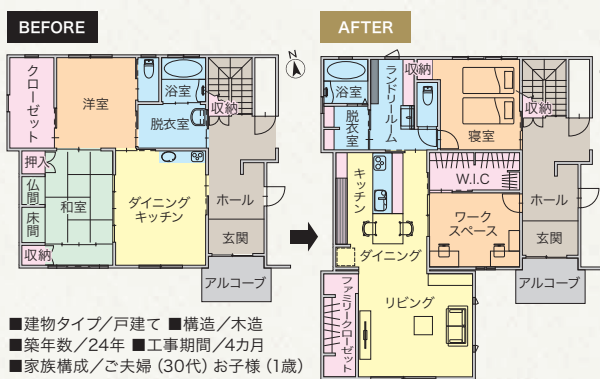 BEFORE
クローゼット
洋室
浴室
収納
脱衣室
押入
仏間
床間
収納
和室
ダイニング
キッチン
ホール
玄関
アルコーブ
N
AFTER
浴室
脱衣室
ランドリールーム
収納
寝室
収納
キッチン
W.I.C
ワーク
スペース
ホール
玄関
アルコーブ
ダイニング
リビング
ファミリークローゼット
■建物タイプ/戸建て ■構造/木造
■築年数/24年 ■工事期間/4カ月
■家族構成/ご夫婦(30代)お子様(1歳)